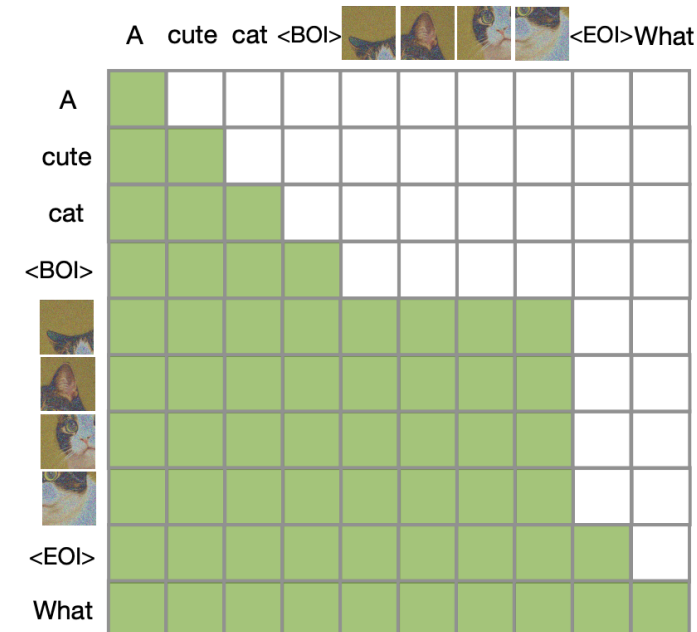 A cute cat <BOI> <EOI> What
A
cute
cat
<BOI>
<EOI>
What